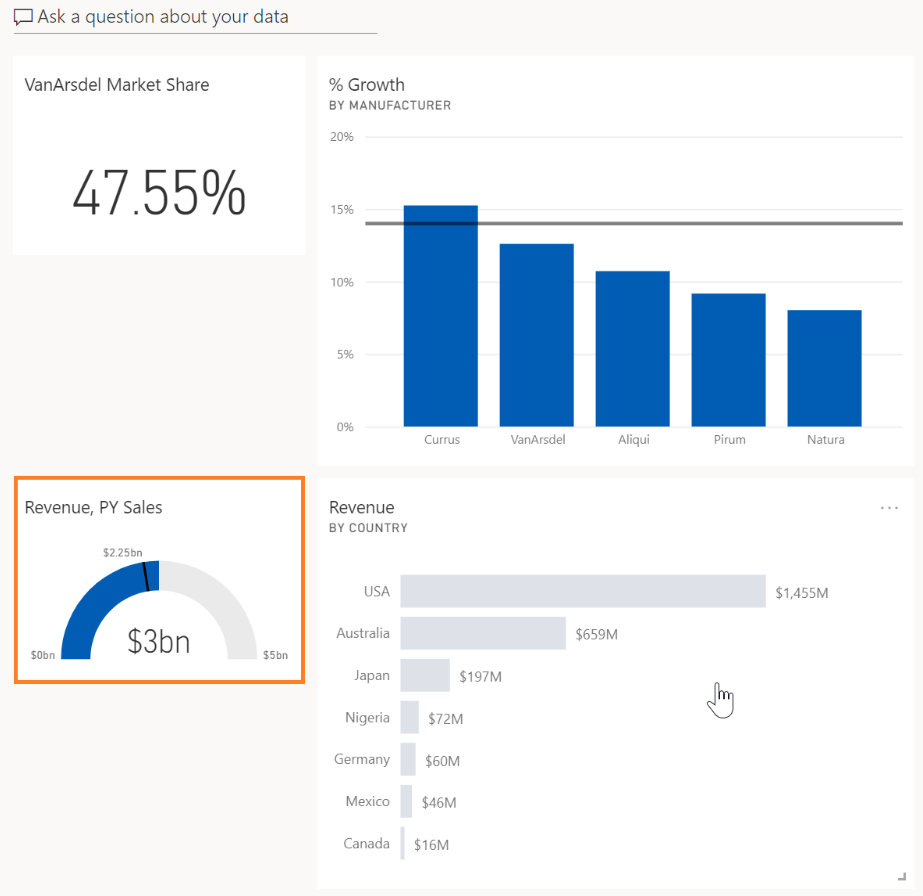 Ask a question about your data
VanArsdel Market Share
47.55%
% Growth
BY MANUFACTURER
20%
15%
10%
5%
0%
Currus VanArsdel Aliqui Pirum Natura
Revenue, PY Sales
$2.25bn
$3bn
$0bn $5bn
Revenue
BY COUNTRY
USA $1,455M
Australia $659M
Japan $197M
Nigeria $72M
Germany $60M
Mexico $46M
Canada $16M